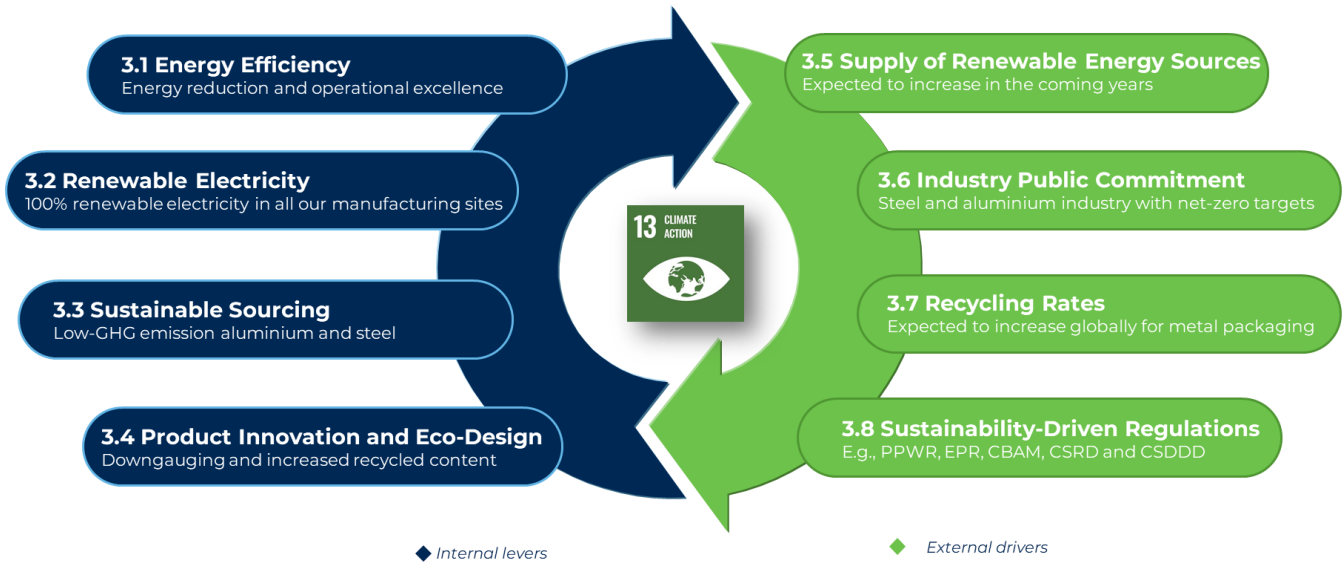 3.1 Energy Efficiency
Energy reduction and operational excellence
3.2 Renewable Electricity
100% renewable electricity in all our manufacturing sites
3.3 Sustainable Sourcing
Low-GHG emission aluminium and steel
3.4 Product Innovation and Eco-Design
Downgauging and increased recycled content
13 CLIMATE
ACTION
3.5 Supply of Renewable Energy Sources
Expected to increase in the coming years
3.6 Industry Public Commitment
Steel and aluminium industry with net-zero targets
3.7 Recycling Rates
Expected to increase globally for metal packaging
3.8 Sustainability-Driven Regulations
E.g., PPWR, EPR, CBAM, CSRD and CSDDD
Internal levers
External drivers